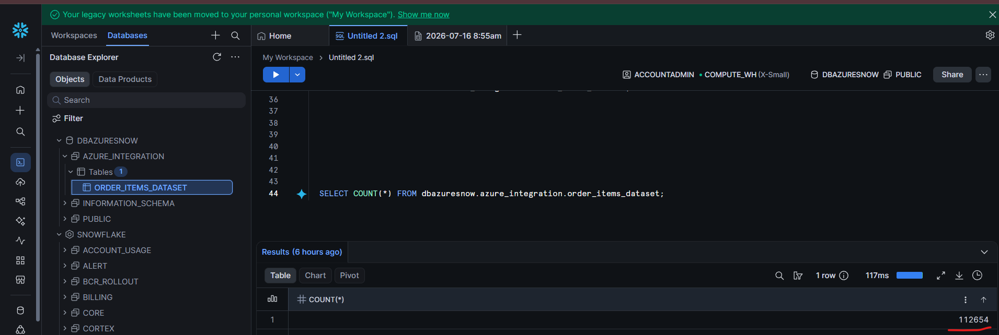 Your legacy worksheets have been moved to your personal workspace ("My Workspace"). Show me now
Workspaces Databases
Home
SQL Untitled 2.sql
2026-07-16 8:55am
Database Explorer
Objects Data Products
Search
Filter
DBAZURESNOW
AZURE_INTEGRATION
Tables 1
ORDER_ITEMS_DATASET
INFORMATION_SCHEMA
PUBLIC
SNOWFLAKE
ACCOUNT_USAGE
ALERT
BCR_ROLLOUT
BILLING
CORE
CORTEX
My Workspace > Untitled 2.sql
ACCOUNTADMIN • COMPUTE_WH (X-Small) DBAZURESNOW PUBLIC Share
36
37
38
39
40
41
42
43
44 SELECT COUNT(*) FROM dbazuresnow.azure_integration.order_items_dataset;
Results (6 hours ago)
Table Chart Pivot
1 row 117ms
COUNT(*)
1 112654